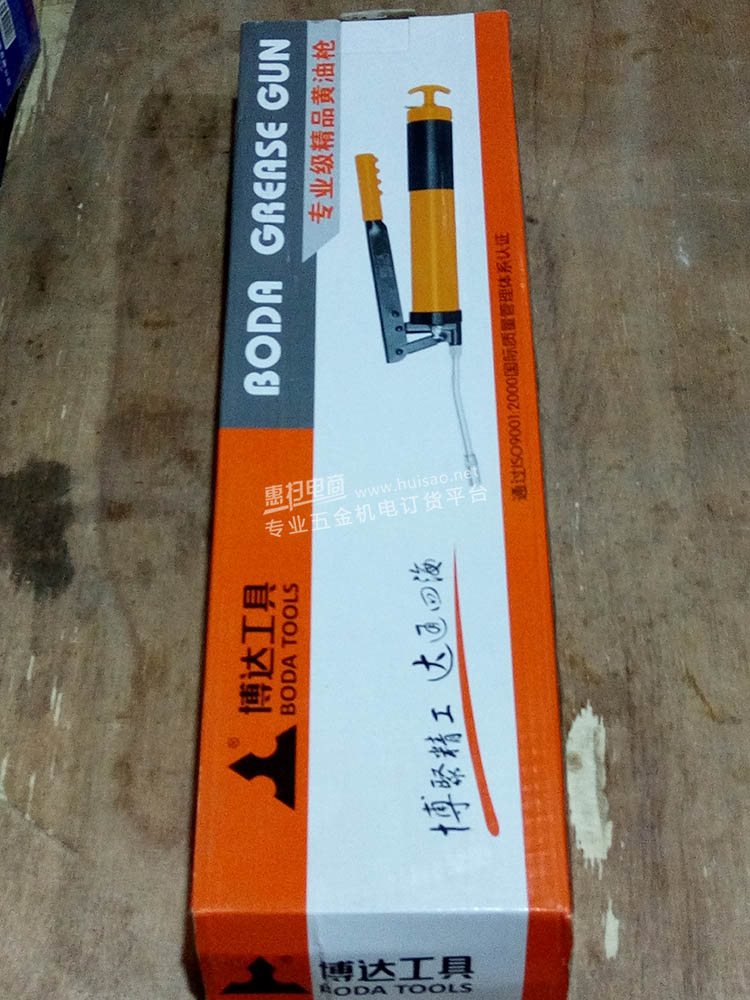 BODA GREASE GUN
专业级精品黄油枪
通过ISO9001:2000国际质量管理体系认证
惠扫电商 www.huisao.net
专业五金机电订货平台
博聚精工 达通四海
®
博达工具
BODA TOOLS
博达工具
BODA TOOLS